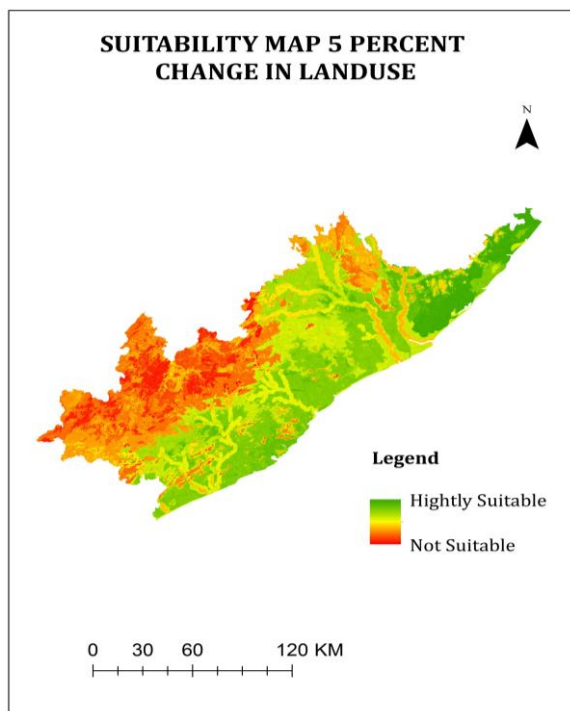 SUITABILITY MAP 5 PERCENT
CHANGE IN LANDUSE
N
Legend
Hightly Suitable
Not Suitable
0 30 60 120 KM